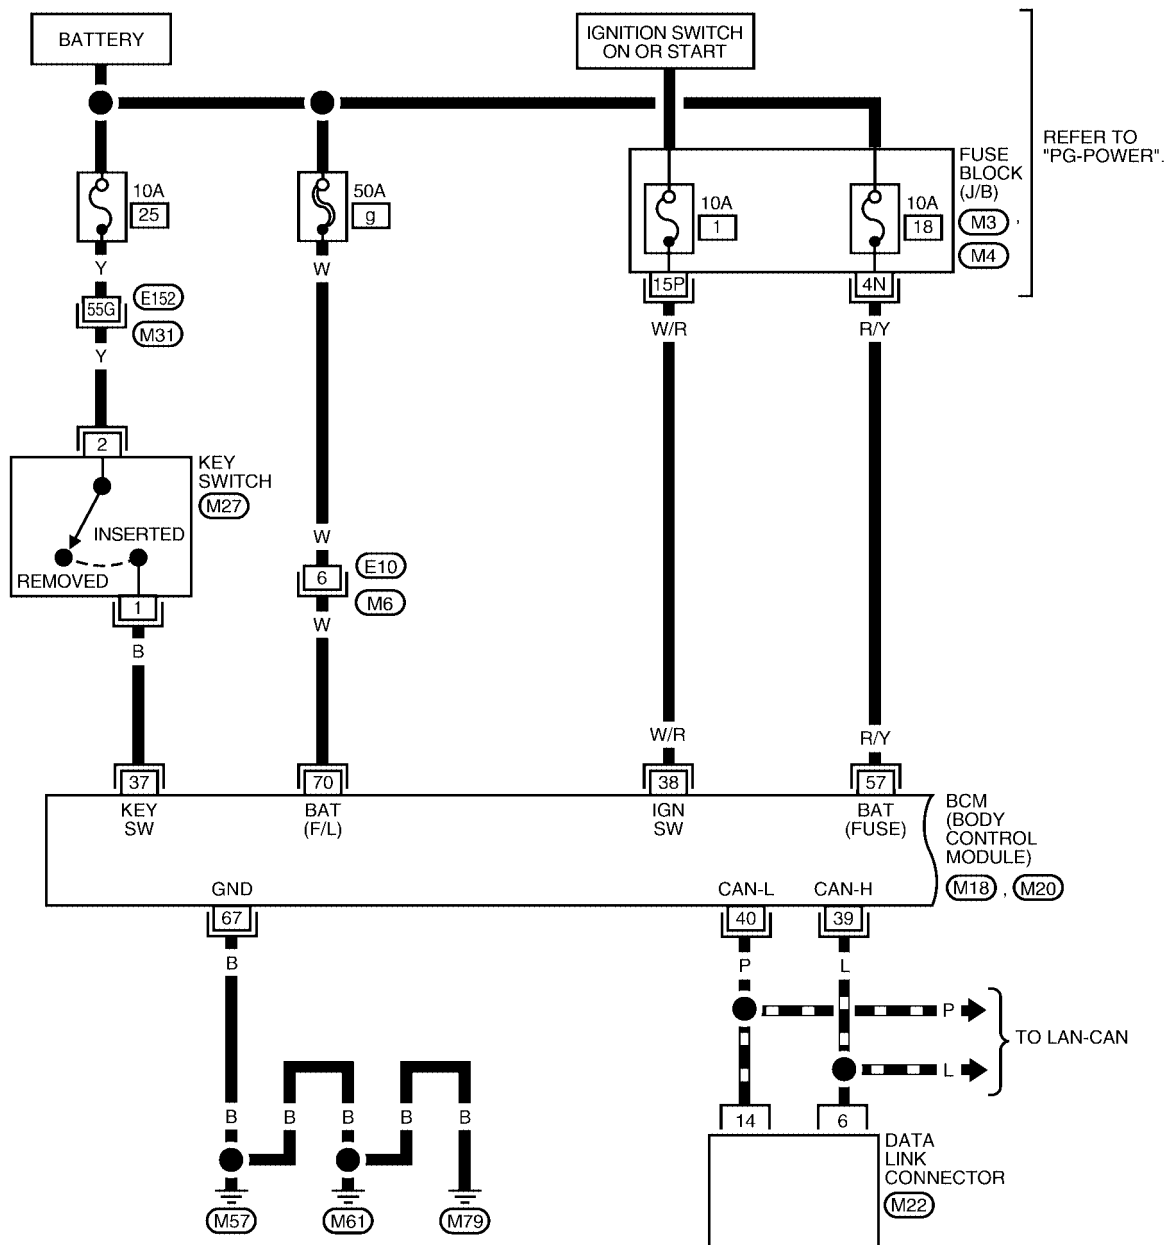 BATTERY
IGNITION SWITCH
ON OR START
REFER TO
"PG-POWER".
10A
25
50A
g
10A
1
10A
18
FUSE
BLOCK
(J/B)
M3 ,
M4
Y
W
55G
E152
M31
15P
4N
W/R
R/Y
Y
2
KEY
SWITCH
M27
INSERTED
REMOVED
W
6
E10
M6
1
W
B
W/R
R/Y
37
70
38
57
KEY
SW
BAT
(F/L)
IGN
SW
BAT
(FUSE)
BCM
(BODY
CONTROL
MODULE)
M18 , M20
GND
CAN-L
CAN-H
67
40
39
B
P
L
P
TO LAN-CAN
L
B
B
B
B
B
14
6
DATA
LINK
CONNECTOR
M22
M57
M61
M79